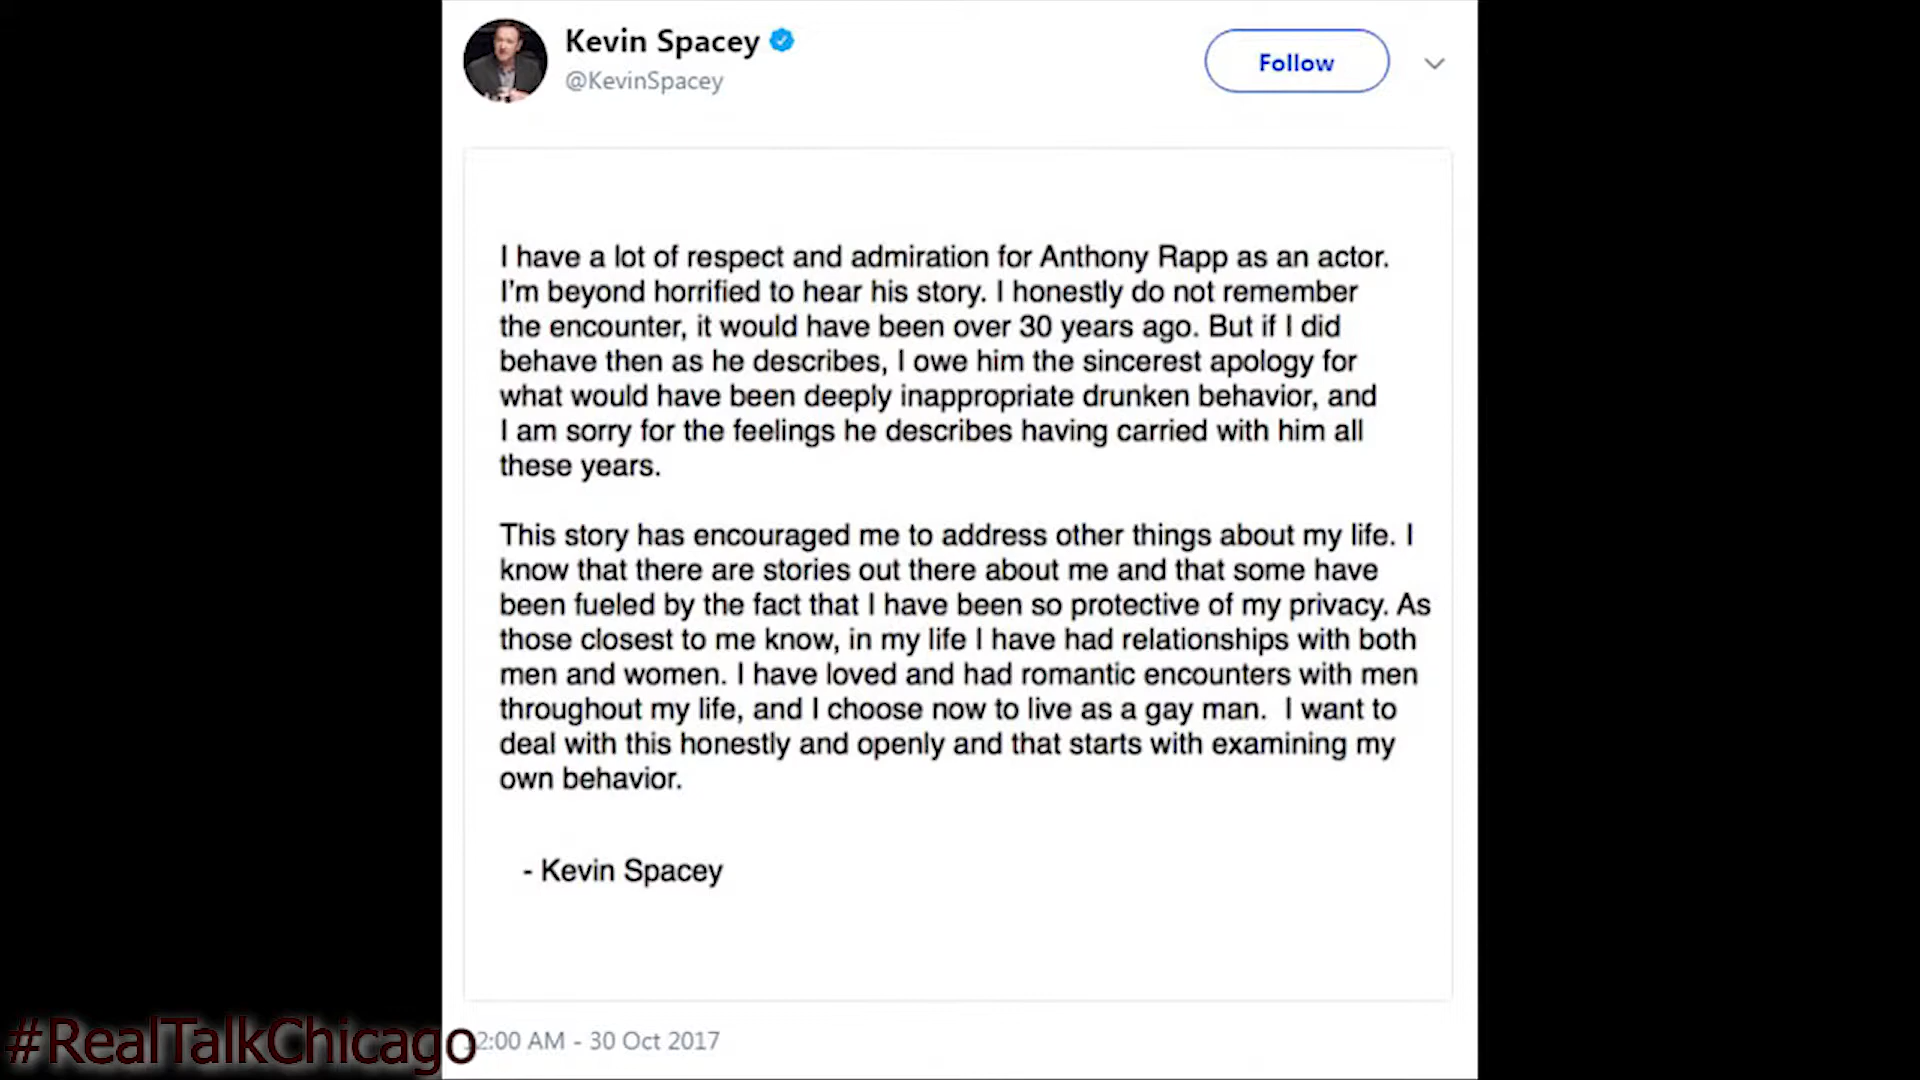 Kevin Spacey
@KevinSpacey
Follow
I have a lot of respect and admiration for Anthony Rapp as an actor.
I'm beyond horrified to hear his story. I honestly do not remember
the encounter, it would have been over 30 years ago. But if I did
behave then as he describes, I owe him the sincerest apology for
what would have been deeply inappropriate drunken behavior, and
I am sorry for the feelings he describes having carried with him all
these years.
This story has encouraged me to address other things about my life. I
know that there are stories out there about me and that some have
been fueled by the fact that I have been so protective of my privacy. As
those closest to me know, in my life I have had relationships with both
men and women. I have loved and had romantic encounters with men
throughout my life, and I choose now to live as a gay man.  I want to
deal with this honestly and openly and that starts with examining my
own behavior.
- Kevin Spacey
#RealTalkChicago
2:00 AM - 30 Oct 2017